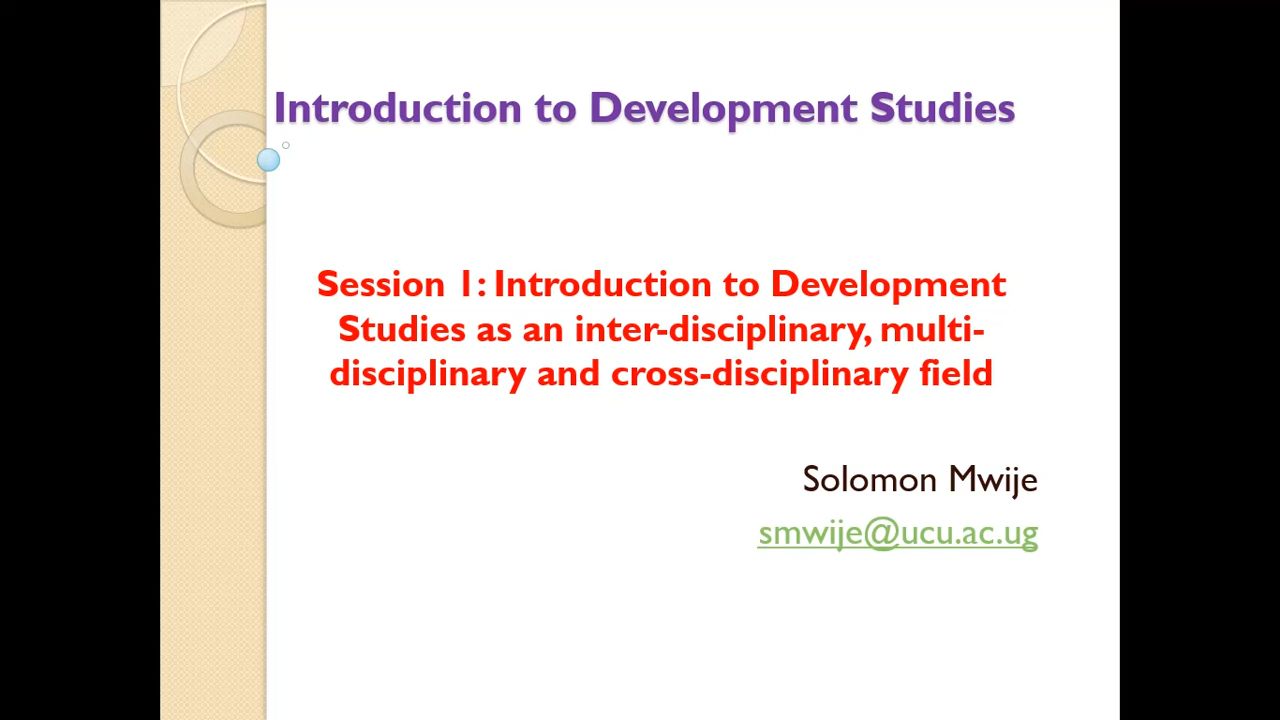 Introduction to Development Studies
Session 1: Introduction to Development
Studies as an inter-disciplinary, multi-
disciplinary and cross-disciplinary field
Solomon Mwije
smwije@ucu.ac.ug